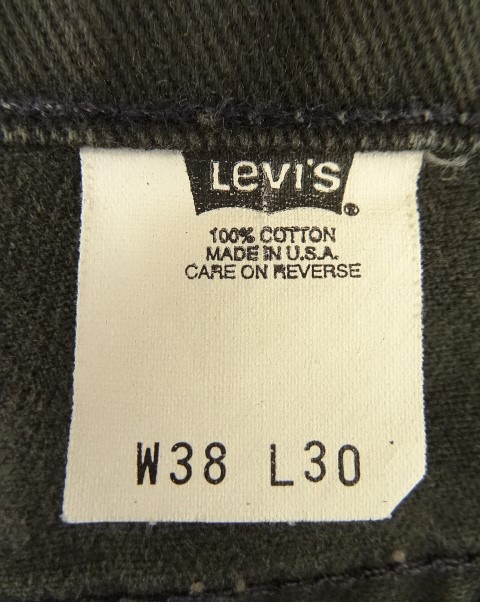 Levi's ®
100% COTTON
MADE IN U.S.A.
CARE ON REVERSE
W38 L30